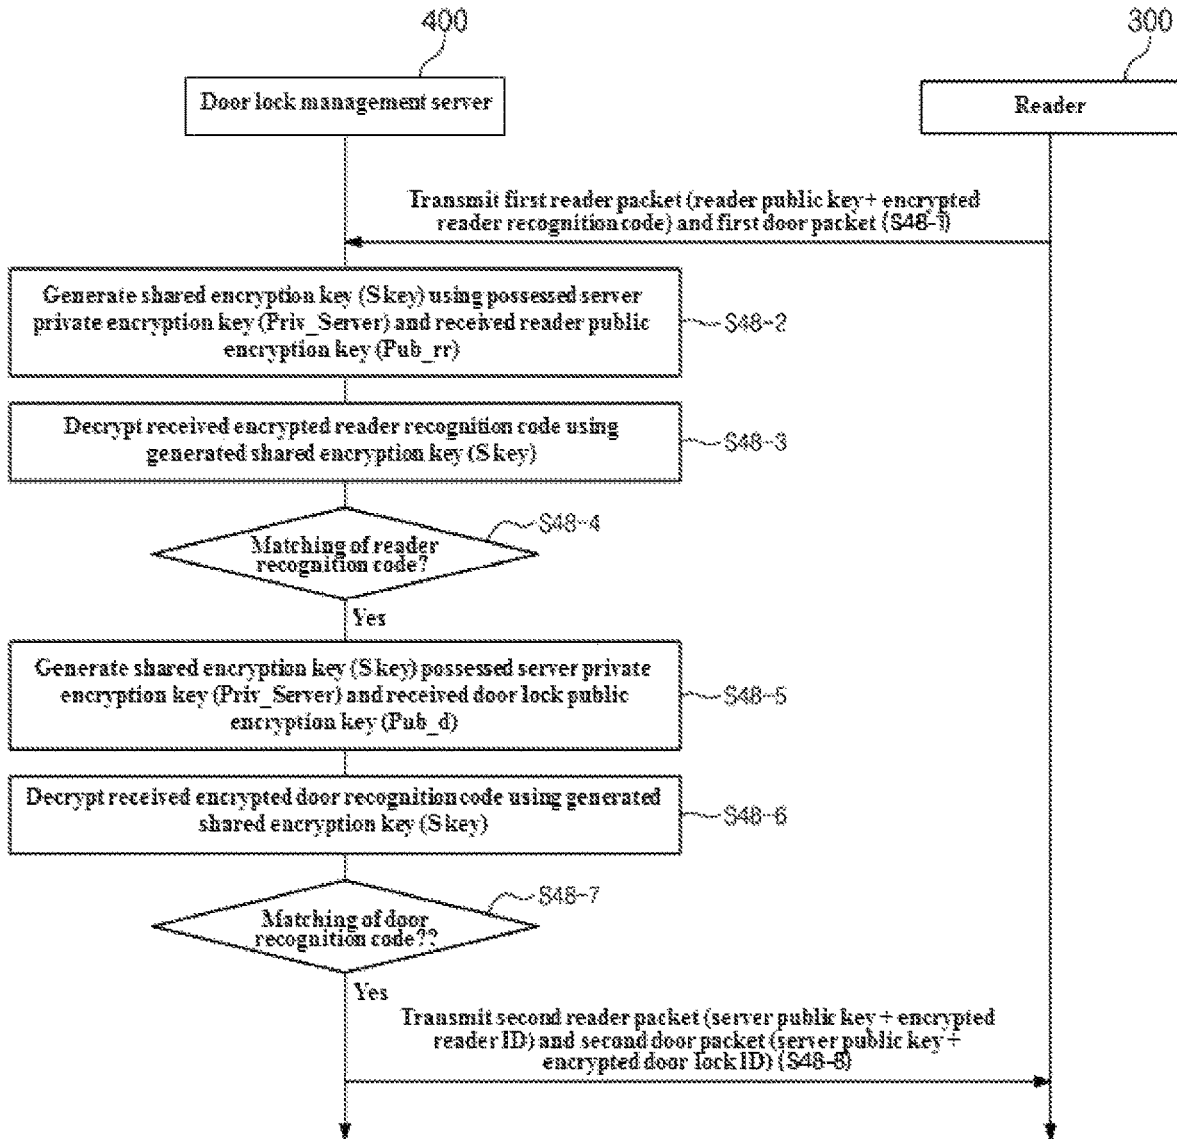 400
300
Door lock management server
Reader
Transmit first reader packet (reader public key + encrypted
reader recognition code) and first door packet (S48-1)
Generate shared encryption key (S key) using possessed server
private encryption key (Priv_Server) and received reader public
encryption key (Pub_rr)
S48-2
Decrypt received encrypted reader recognition code using
generated shared encryption key (S key)
S48-3
S48-4
Matching of reader
recognition code?
Yes
Generate shared encryption key (S key) possessed server private
encryption key (Priv_Server) and received door lock public
encryption key (Pub_d)
S48-5
Decrypt received encrypted door recognition code using generated
shared encryption key (S key)
S48-6
S48-7
Matching of door
recognition code??
Yes
Transmit second reader packet (server public key + encrypted
reader ID) and second door packet (server public key +
encrypted door lock ID) (S48-8)